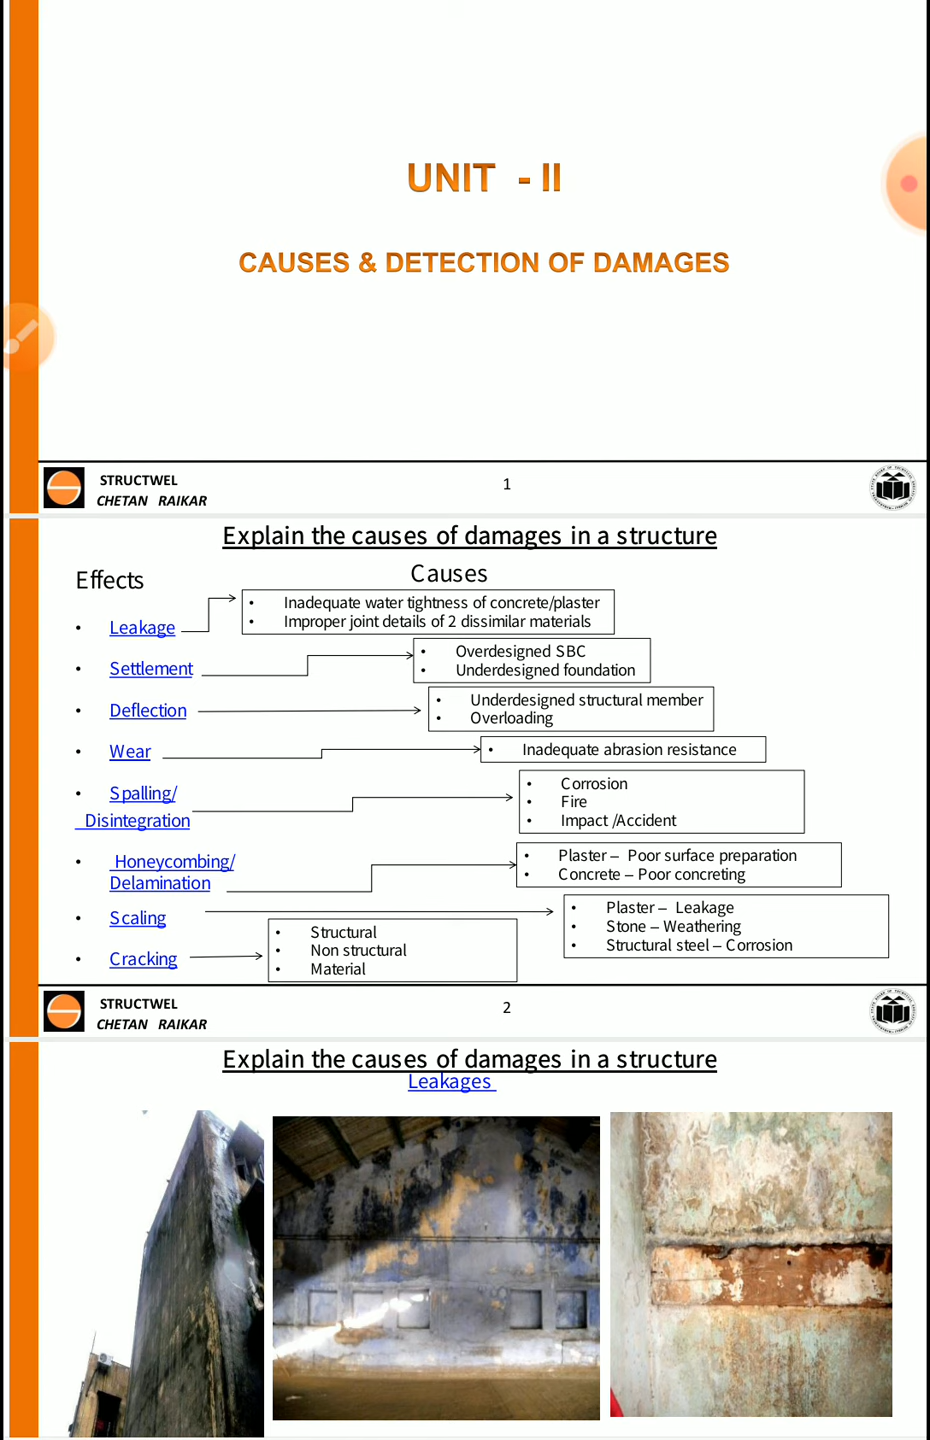 UNIT - II
CAUSES & DETECTION OF DAMAGES
STRUCTWEL
CHETAN RAIKAR
1
Explain the causes of damages in a structure
Effects
Causes
• Leakage
• Inadequate water tightness of concrete/plaster
• Improper joint details of 2 dissimilar materials
• Settlement
• Overdesigned SBC
• Underdesigned foundation
• Deflection
• Underdesigned structural member
• Overloading
• Wear
• Inadequate abrasion resistance
• Spalling/
Disintegration
• Corrosion
• Fire
• Impact /Accident
• Honeycombing/
Delamination
• Plaster – Poor surface preparation
• Concrete – Poor concreting
• Scaling
• Plaster – Leakage
• Stone – Weathering
• Structural steel – Corrosion
• Cracking
• Structural
• Non structural
• Material
STRUCTWEL
CHETAN RAIKAR
2
Explain the causes of damages in a structure
Leakages